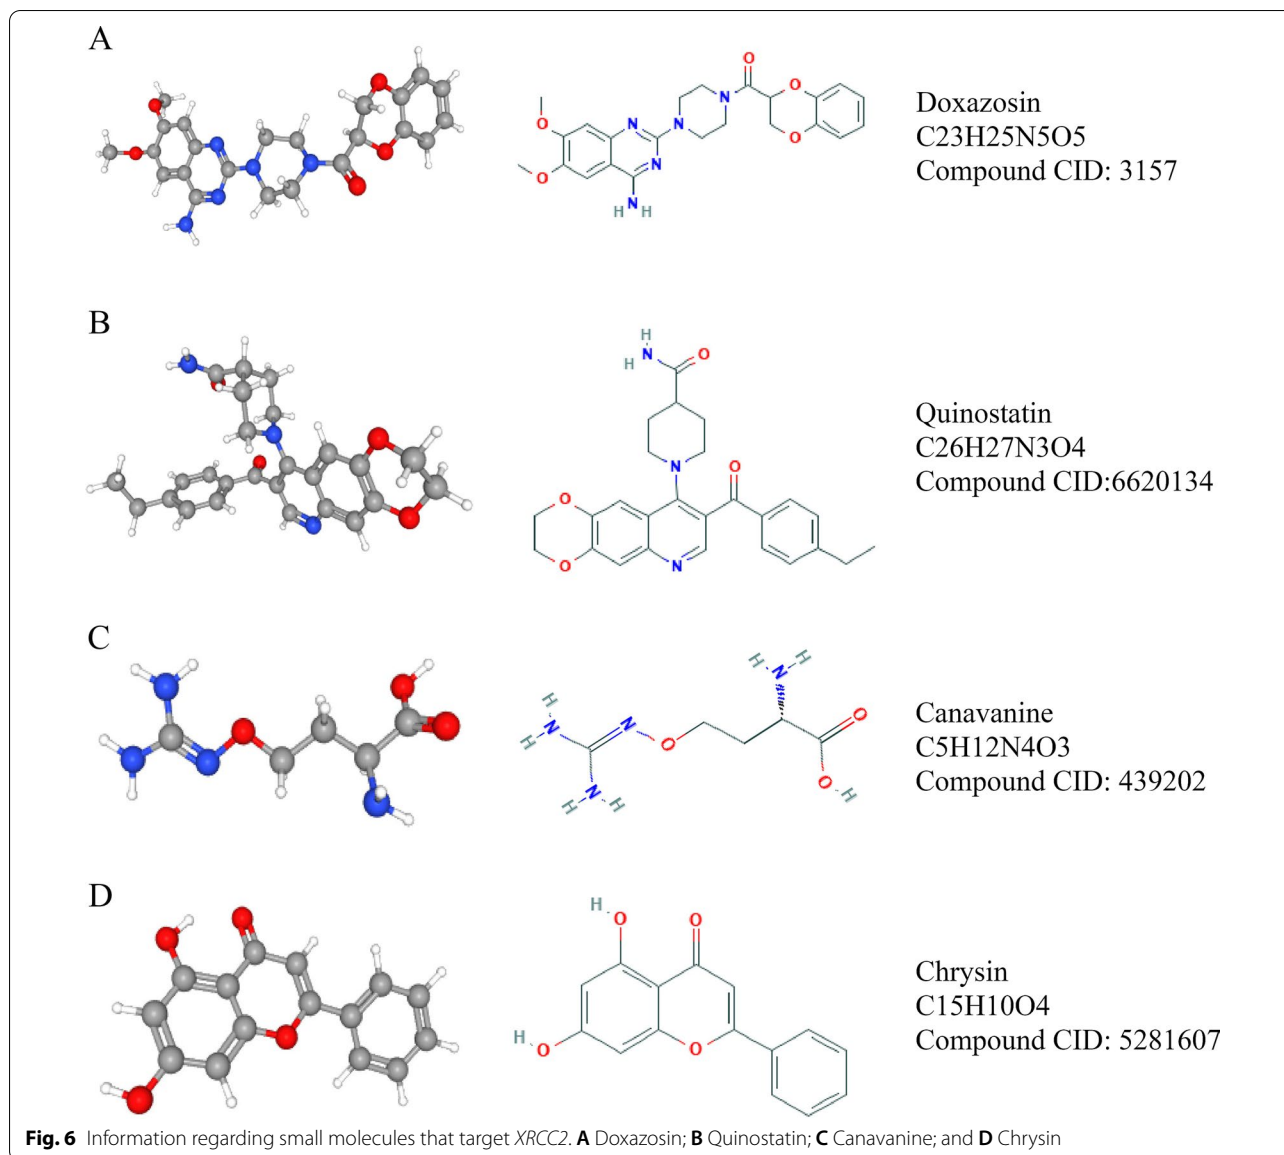 A
Doxazosin
C23H25N5O5
Compound CID: 3157
O
O
O
N
N
N
N
O
O
N
H
H
B
Quinostatin
C26H27N3O4
Compound CID:6620134
H
N
H
O
N
O
O
O
N
C
Canavanine
C5H12N4O3
Compound CID: 439202
H
H
N
H
N
H
N
O
O
O
H
N
H
H
D
Chrysin
C15H10O4
Compound CID: 5281607
H
O
O
H
O
O
Fig. 6 Information regarding small molecules that target XRCC2. A Doxazosin; B Quinostatin; C Canavanine; and D Chrysin